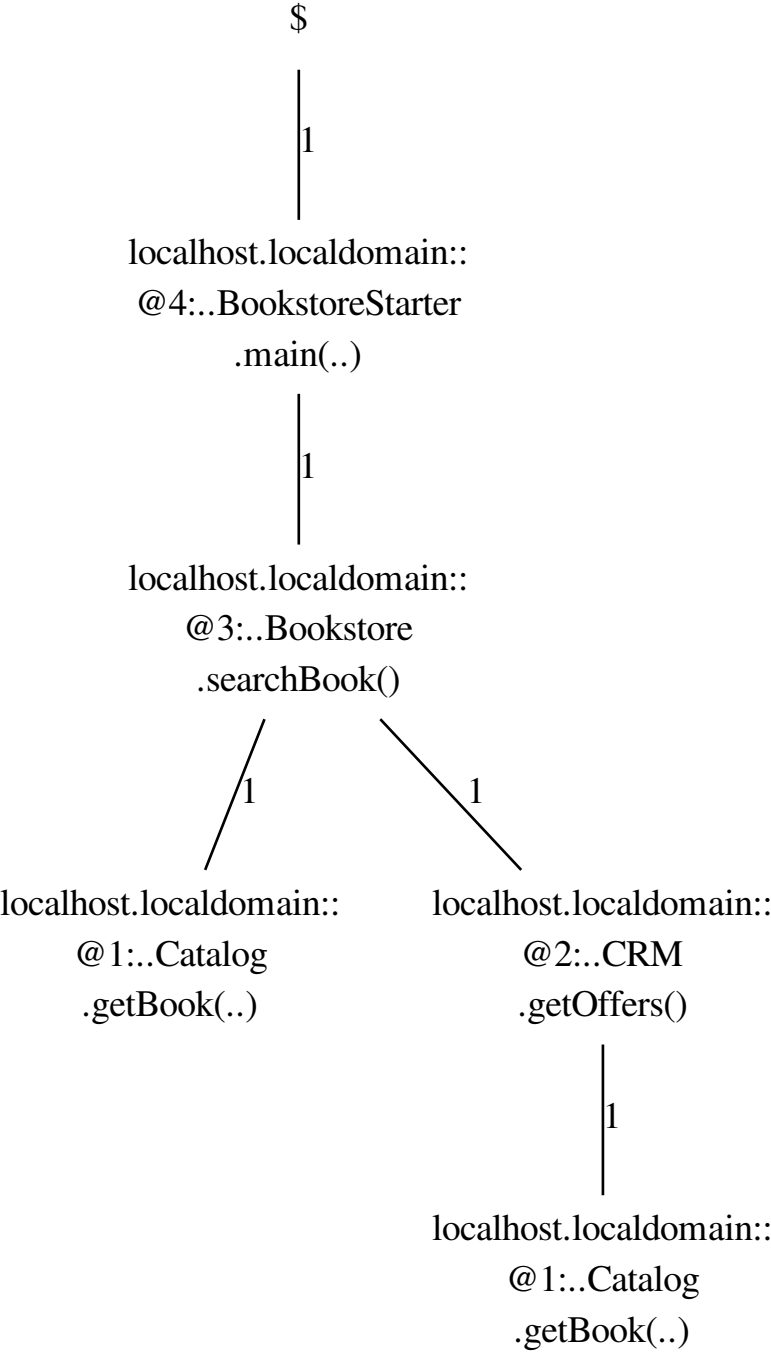 $
1
localhost.localdomain::
@4:..BookstoreStarter
.main(..)
1
localhost.localdomain::
@3:..Bookstore
.searchBook()
1
1
localhost.localdomain::
@1:..Catalog
.getBook(..)
localhost.localdomain::
@2:..CRM
.getOffers()
1
localhost.localdomain::
@1:..Catalog
.getBook(..)